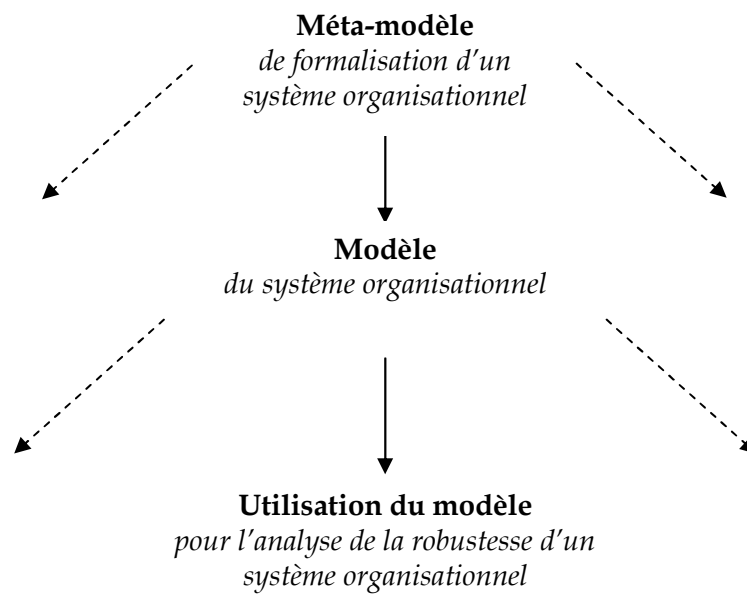 Méta-modèle
de formalisation d’un
système organisationnel
Modèle
du système organisationnel
Utilisation du modèle
pour l’analyse de la robustesse d’un
système organisationnel